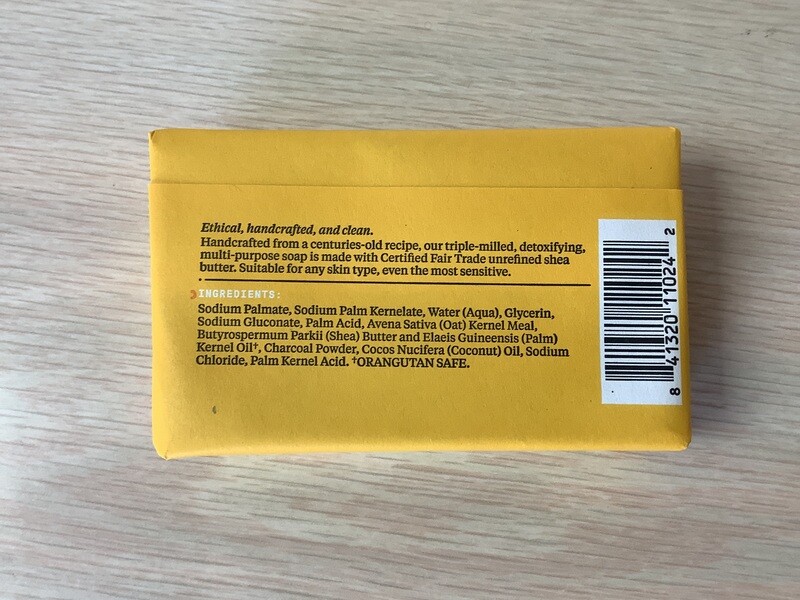 Ethical, handcrafted, and clean.
Handcrafted from a centuries-old recipe, our triple-milled, detoxifying,
multi-purpose soap is made with Certified Fair Trade unrefined shea
butter. Suitable for any skin type, even the most sensitive.
INGREDIENTS:
Sodium Palmate, Sodium Palm Kernelate, Water (Aqua), Glycerin,
Sodium Gluconate, Palm Acid, Avena Sativa (Oat) Kernel Meal,
Butyrospermum Parkii (Shea) Butter and Elaeis Guineensis (Palm)
Kernel Oil†, Charcoal Powder, Cocos Nucifera (Coconut) Oil, Sodium
Chloride, Palm Kernel Acid. †ORANGUTAN SAFE.
8 41320 11024 2